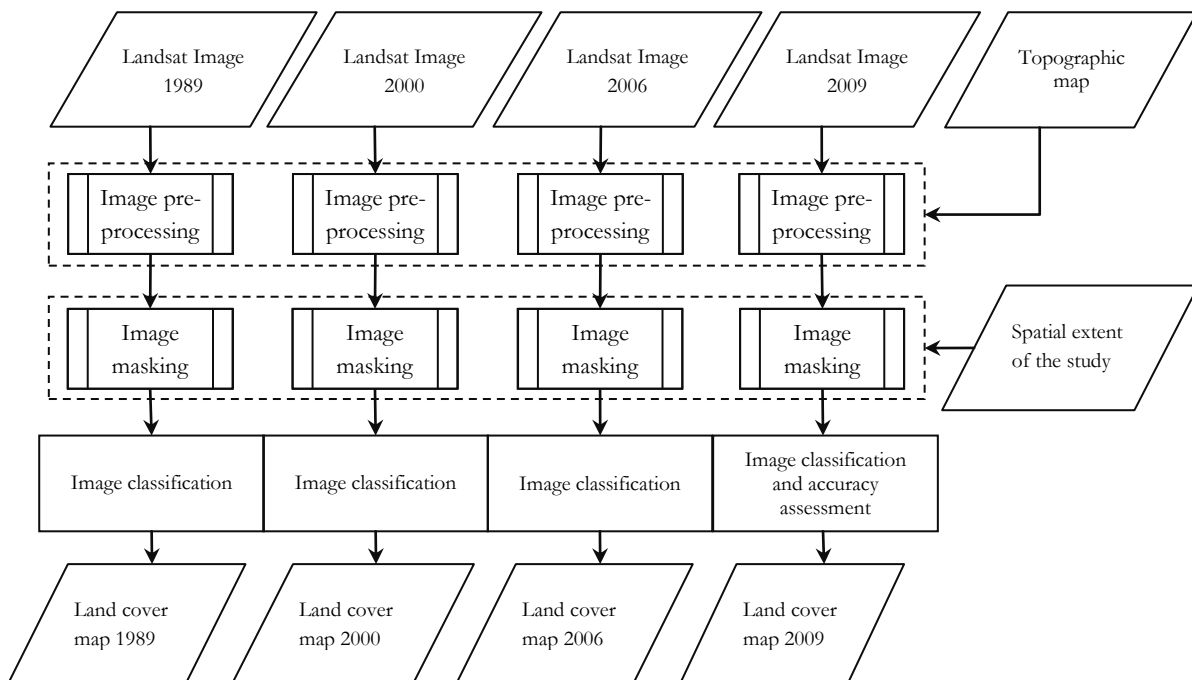 Landsat Image
1989
Landsat Image
2000
Landsat Image
2006
Landsat Image
2009
Topographic
map
Image pre-
processing
Image pre-
processing
Image pre-
processing
Image pre-
processing
Image
masking
Image
masking
Image
masking
Image
masking
Spatial extent
of the study
Image classification
Image classification
Image classification
Image classification
and accuracy
assessment
Land cover
map 1989
Land cover
map 2000
Land cover
map 2006
Land cover
map 2009